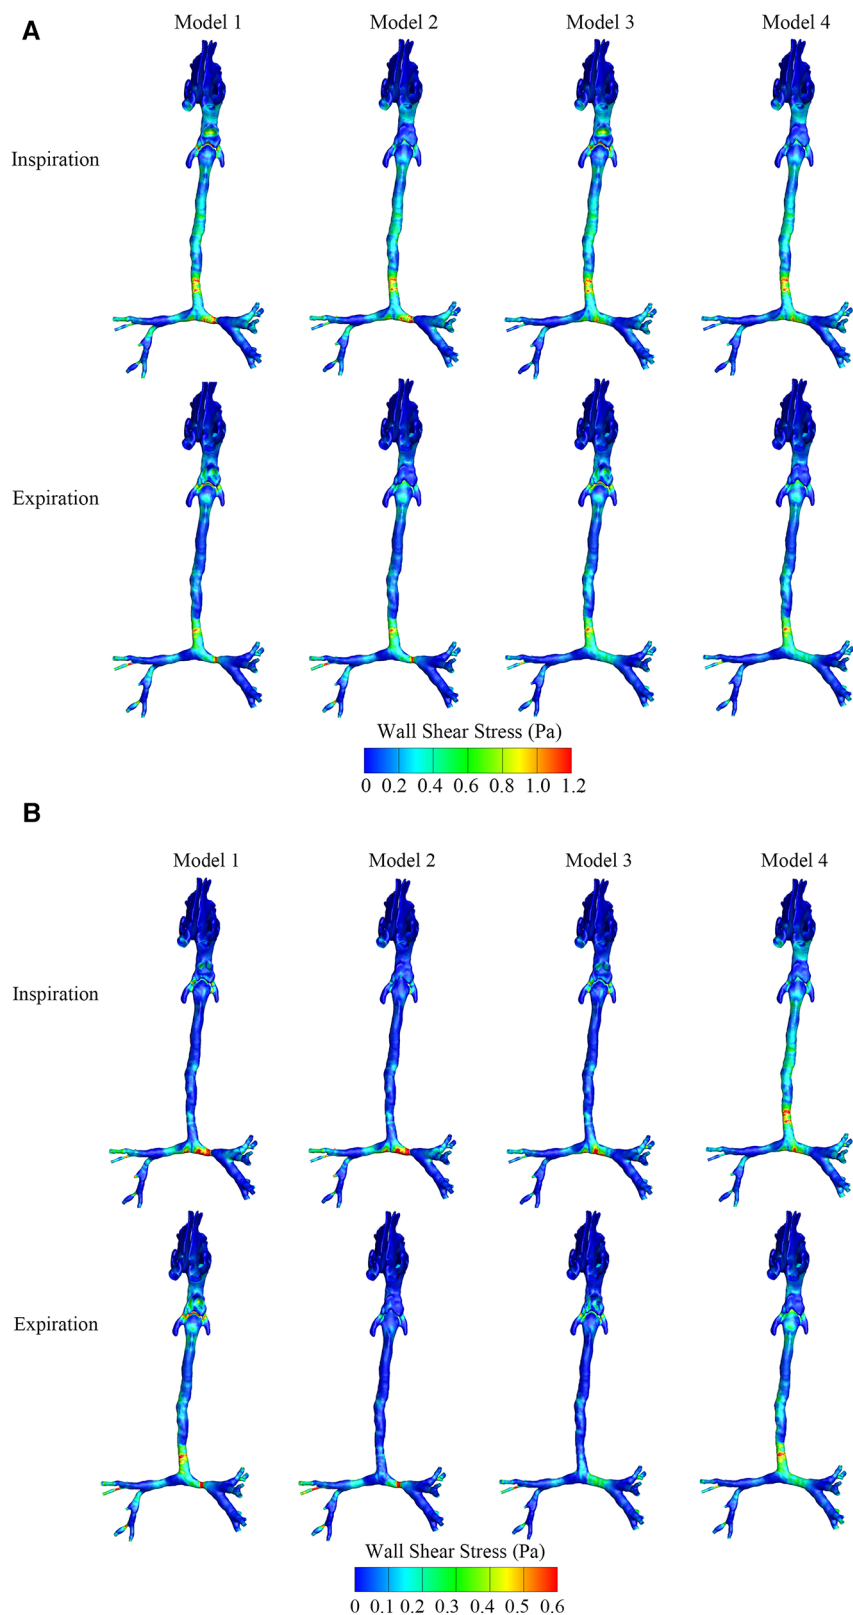 A
Model 1 Model 2 Model 3 Model 4
Inspiration
Expiration
Wall Shear Stress (Pa)
0 0.2 0.4 0.6 0.8 1.0 1.2
B
Model 1 Model 2 Model 3 Model 4
Inspiration
Expiration
Wall Shear Stress (Pa)
0 0.1 0.2 0.3 0.4 0.5 0.6